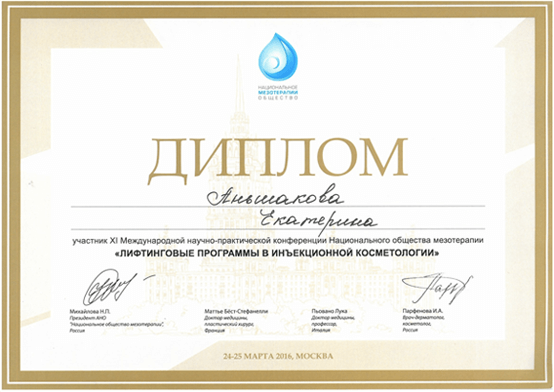 НАЦИОНАЛЬНОЕ
МЕЗОТЕРАПИИ
ОБЩЕСТВО
ДИПЛОМ
Аньшакова
Екатерина
участник XI Международной научно-практической конференции Национального общества мезотерапии
«ЛИФТИНГОВЫЕ ПРОГРАММЫ В ИНЪЕКЦИОННОЙ КОСМЕТОЛОГИИ»
Михайлова Н.П.
Президент АНО
"Национальное общество мезотерапии",
Россия
Маттье Бёст-Стефанелли
Доктор медицины,
пластический хирург,
Франция
Пьовано Лука
Доктор медицины,
профессор,
Италия
Парфенова И.А.
Врач-дерматолог,
косметолог,
Россия
24-25 МАРТА 2016, МОСКВА